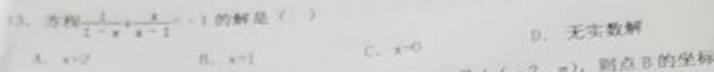 13. 方程1/(1-x)+x/(x-1)=-1的解是（ ）
A. x=2 B. x=1 C. x=0 D. 无实数解
则点B的坐标